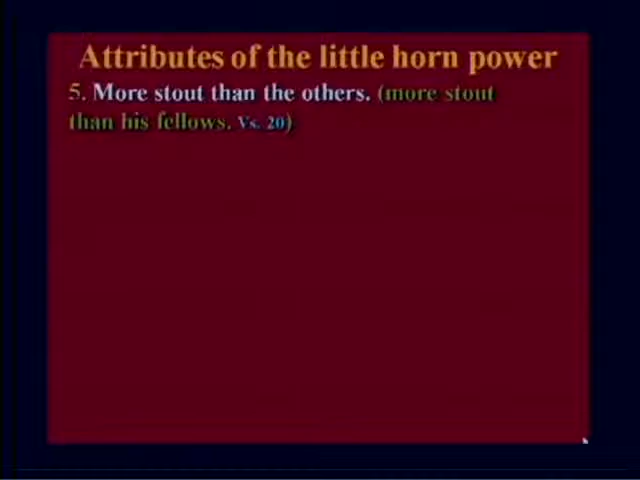 Attributes of the little horn power
5. More stout than the others. (more stout
than his fellows. Vs. 20)